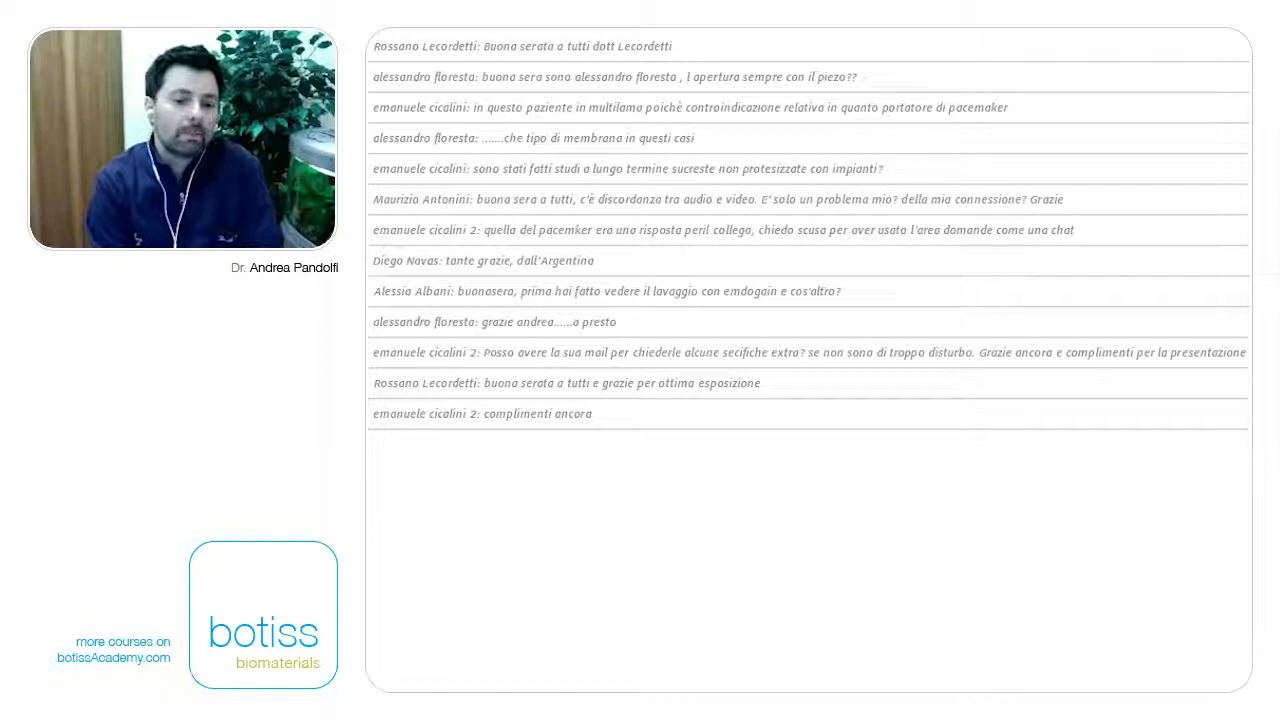 Dr. Andrea Pandolfi
Rossano Lecordetti: Buona serata a tutti dott Lecordetti
alessandro floresta: buona sera sono alessandro floresta , l apertura sempre con il piezo??
emanuele cicalini: in questo paziente in multilama poichè controindicazione relativa in quanto portatore di pacemaker
alessandro floresta: .......che tipo di membrana in questi casi
emanuele cicalini: sono stati fatti studi a lungo termine sucreste non protesizzate con impianti?
Maurizio Antonini: buona sera a tutti, c'è discordanza tra audio e video. E' solo un problema mio? della mia connessione? Grazie
emanuele cicalini 2: quella del pacemker era una risposta peril collega, chiedo scusa per aver usato l'area domande come una chat
Diego Navas: tante grazie, dall'Argentina
Alessia Albani: buonasera, prima hai fatto vedere il lavaggio con emdogain e cos'altro?
alessandro floresta: grazie andrea......a presto
emanuele cicalini 2: Posso avere la sua mail per chiederle alcune secifiche extra? se non sono di troppo disturbo. Grazie ancora e complimenti per la presentazione
Rossano Lecordetti: buona serata a tutti e grazie per ottima esposizione
emanuele cicalini 2: complimenti ancora
more courses on
botissAcademy.com
botiss
biomaterials